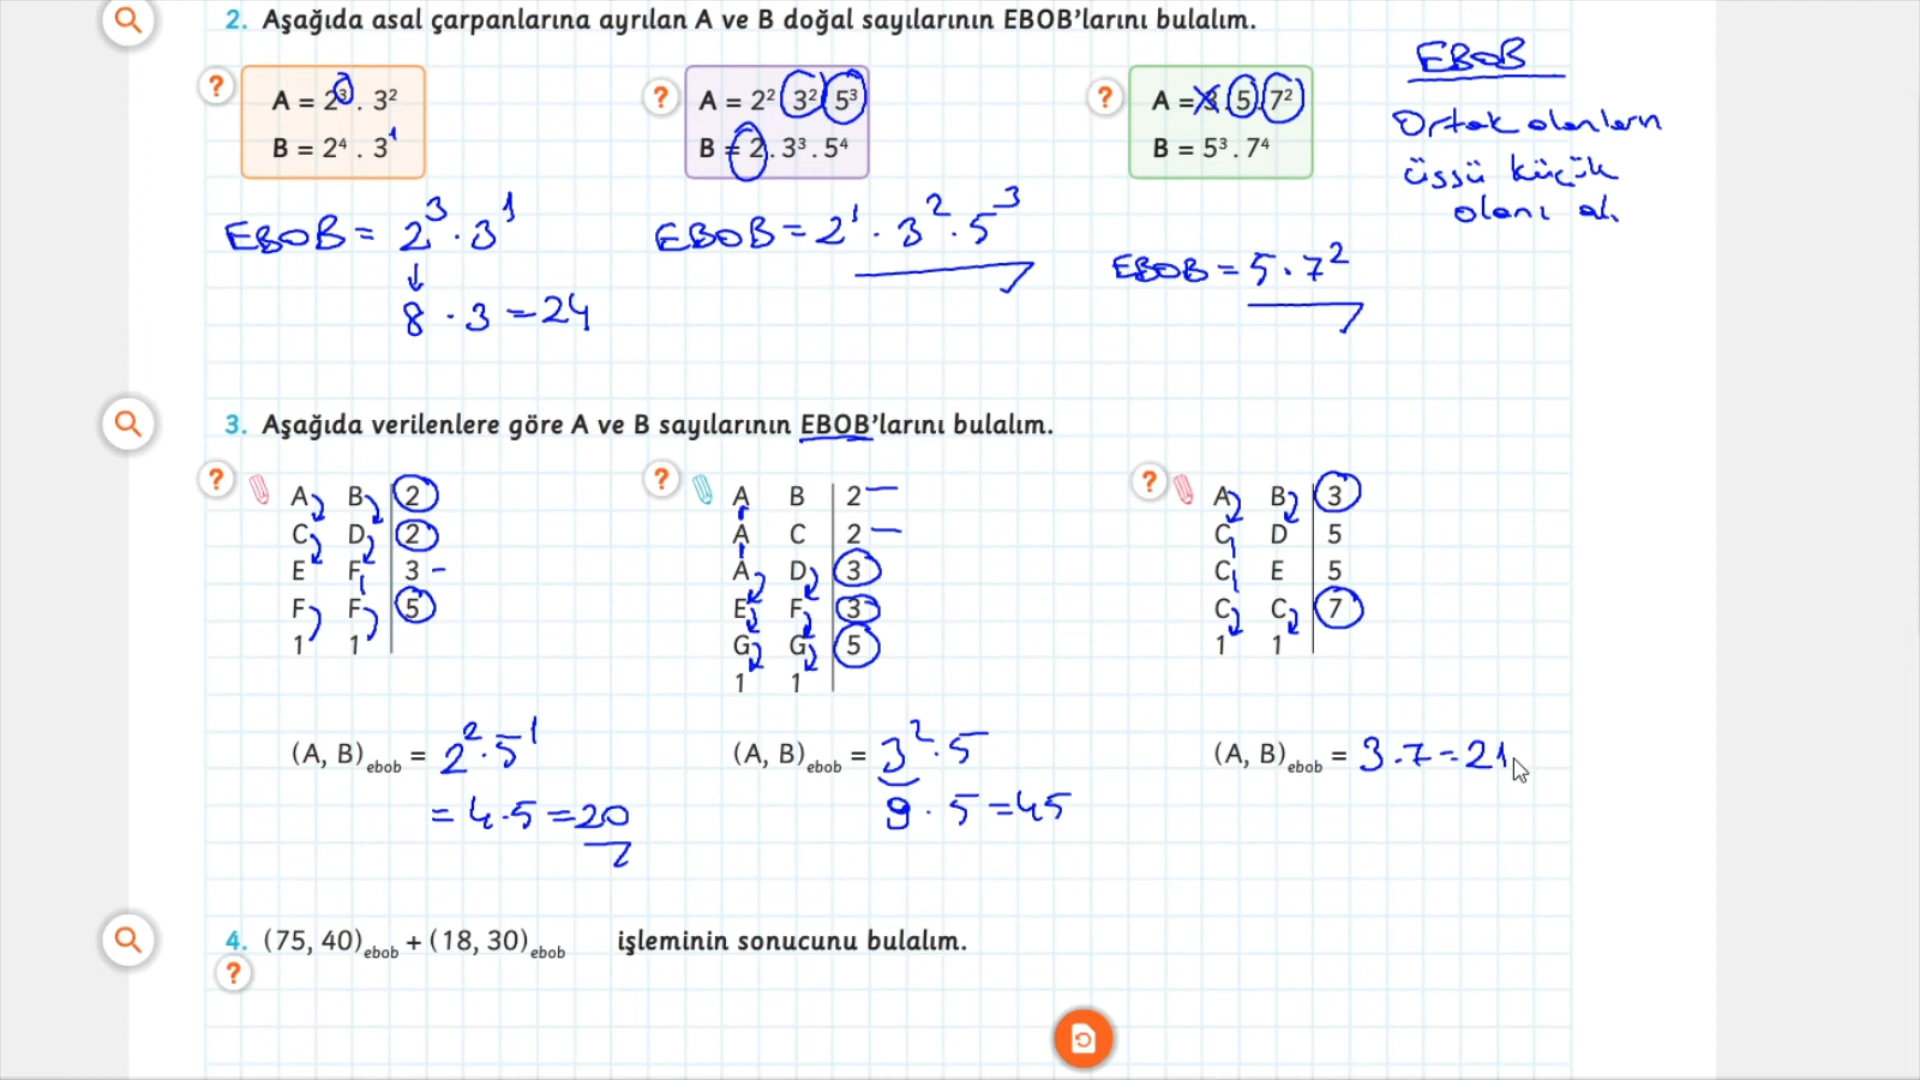 2. Aşağıda asal çarpanlarına ayrılan A ve B doğal sayılarının EBOB'larını bulalım.
EBOB
Ortak olanların
üssü küçük
olanı al.
?
A = 2³ . 3²
B = 2⁴ . 3¹
EBOB = 2³ . 3¹
↓
8 . 3 = 24
?
A = 2² . 3² . 5³
B = 2 . 3³ . 5⁴
EBOB = 2¹ . 3² . 5³
?
A = 3 . 5 . 7²
B = 5³ . 7⁴
EBOB = 5 . 7²
3. Aşağıda verilenlere göre A ve B sayılarının EBOB'larını bulalım.
?
A B 2
C D 2
E F 3
F F 5
1 1
(A, B)ebob = 2² . 5¹
= 4 . 5 = 20
?
A B 2
A C 2
A D 3
E F 3
G G 5
1 1
(A, B)ebob = 3² . 5
9 . 5 = 45
?
A B 3
C D 5
C E 5
C C 7
1 1
(A, B)ebob = 3 . 7 = 21
4. (75, 40)ebob + (18, 30)ebob işleminin sonucunu bulalım.
?